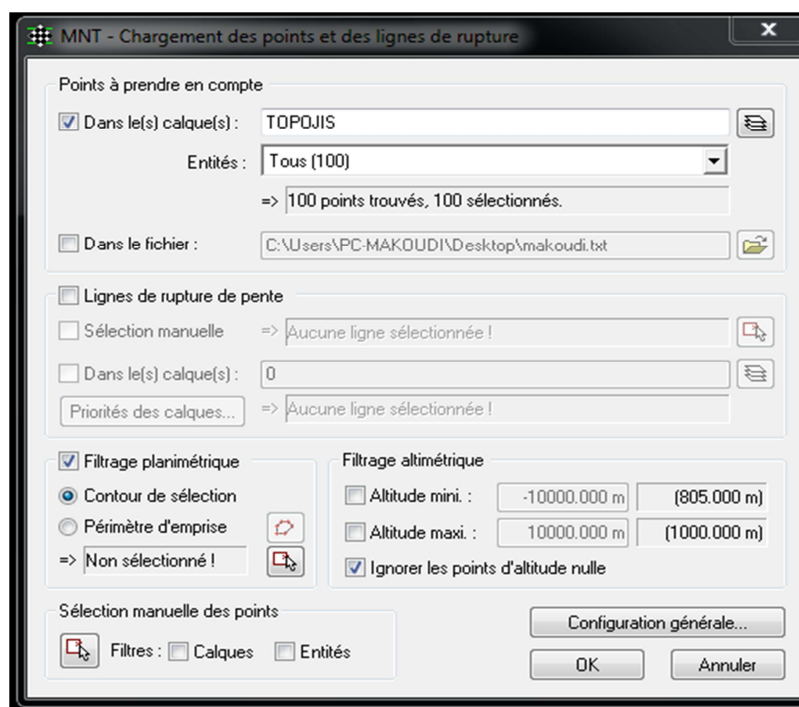 MNT - Chargement des points et des lignes de rupture
X
Points à prendre en compte
Dans le(s) calque(s) : TOPOJIS
Entités : Tous (100)
=> 100 points trouvés, 100 sélectionnés.
Dans le fichier : C:\Users\PC-MAKOUDI\Desktop\makoudi.txt
Lignes de rupture de pente
Sélection manuelle => Aucune ligne sélectionnée !
Dans le(s) calque(s) : 0
Priorités des calques... => Aucune ligne sélectionnée !
Filtrage planimétrique
Contour de sélection
Périmètre d'emprise
=> Non sélectionné !
Filtrage altimétrique
Altitude mini. : -10000.000 m (805.000 m)
Altitude maxi. : 10000.000 m (1000.000 m)
Ignorer les points d'altitude nulle
Sélection manuelle des points
Filtres : Calques Entités
Configuration générale...
OK Annuler